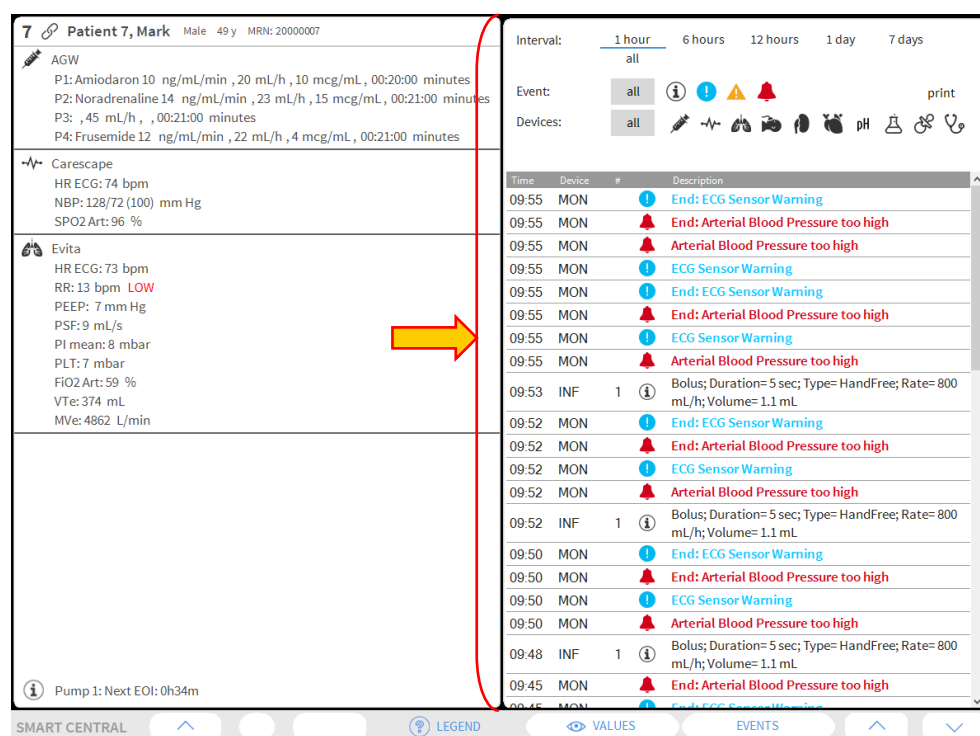 7 Patient 7, Mark Male 49 y MRN: 20000007
AGW
P1: Amiodaron 10 ng/mL/min , 20 mL/h , 10 mcg/mL , 00:20:00 minutes
P2: Noradrenaline 14 ng/mL/min , 23 mL/h , 15 mcg/mL , 00:21:00 minutes
P3: , 45 mL/h , , 00:21:00 minutes
P4: Frusemide 12 ng/mL/min , 22 mL/h , 4 mcg/mL , 00:21:00 minutes
Carescape
HR ECG: 74 bpm
NBP: 128/72 (100) mm Hg
SPO2 Art: 96 %
Evita
HR ECG: 73 bpm
RR: 13 bpm LOW
PEEP: 7 mm Hg
PSF: 9 mL/s
PI mean: 8 mbar
PLT: 7 mbar
FiO2 Art: 59 %
VTe: 374 mL
MVe: 4862 L/min
Pump 1: Next EOI: 0h34m
Interval: 1 hour 6 hours 12 hours 1 day 7 days
all
Event: all print
Devices: all pH
Time Device # Description
09:55 MON End: ECG Sensor Warning
09:55 MON End: Arterial Blood Pressure too high
09:55 MON Arterial Blood Pressure too high
09:55 MON ECG Sensor Warning
09:55 MON End: ECG Sensor Warning
09:55 MON End: Arterial Blood Pressure too high
09:55 MON ECG Sensor Warning
09:55 MON Arterial Blood Pressure too high
09:53 INF 1 Bolus; Duration= 5 sec; Type= HandFree; Rate= 800
mL/h; Volume= 1.1 mL
09:52 MON End: ECG Sensor Warning
09:52 MON End: Arterial Blood Pressure too high
09:52 MON ECG Sensor Warning
09:52 MON Arterial Blood Pressure too high
09:52 INF 1 Bolus; Duration= 5 sec; Type= HandFree; Rate= 800
mL/h; Volume= 1.1 mL
09:50 MON End: ECG Sensor Warning
09:50 MON End: Arterial Blood Pressure too high
09:50 MON ECG Sensor Warning
09:50 MON Arterial Blood Pressure too high
09:48 INF 1 Bolus; Duration= 5 sec; Type= HandFree; Rate= 800
mL/h; Volume= 1.1 mL
09:45 MON End: Arterial Blood Pressure too high
SMART CENTRAL LEGEND VALUES EVENTS